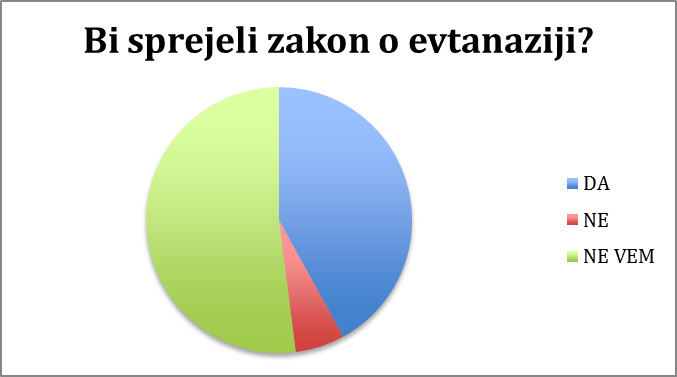 Bi sprejeli zakon o evtanaziji?
DA
NE
NE VEM